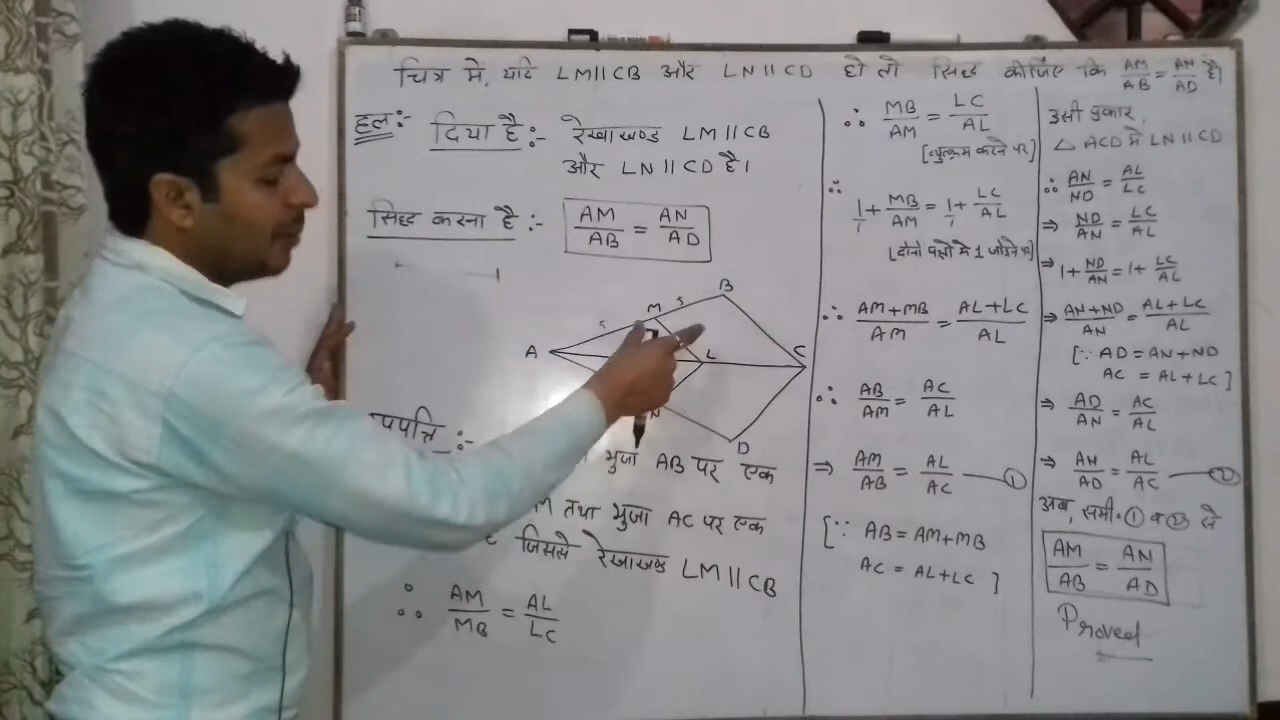 चित्र में, यदि LM||CB और LN||CD हो तो सिद्ध कीजिए कि AM/AB = AN/AD है।
हल:-
दिया है:- रेखाखण्ड LM||CB
और LN||CD है।
सिद्ध करना है:- AM/AB = AN/AD
B
S
M
S
A
L
C
N
D
पपत्ति:-
भुजा AB पर एक
M तथा भुजा AC पर एक
जिससे रेखाखण्ड LM||CB
∴ AM/MB = AL/LC
∴ MB/AM = LC/AL
[व्युत्क्रम करने पर]
∴ 1/1 + MB/AM = 1/1 + LC/AL
[दोनो पक्षो मे 1 जोडने पर]
∴ AM+MB/AM = AL+LC/AL
∴ AB/AM = AC/AL
⇒ AM/AB = AL/AC — ①
[∵ AB = AM+MB
AC = AL+LC ]
उसी प्रकार,
△ ACD मे LN||CD
∴ AN/ND = AL/LC
⇒ ND/AN = LC/AL
⇒ 1+ ND/AN = 1+ LC/AL
⇒ AN+ND/AN = AL+LC/AL
[∵ AD = AN+ND
AC = AL+LC ]
⇒ AD/AN = AC/AL
⇒ AN/AD = AL/AC — ②
अब, समी. ① व ② से
AM/AB = AN/AD
Proved